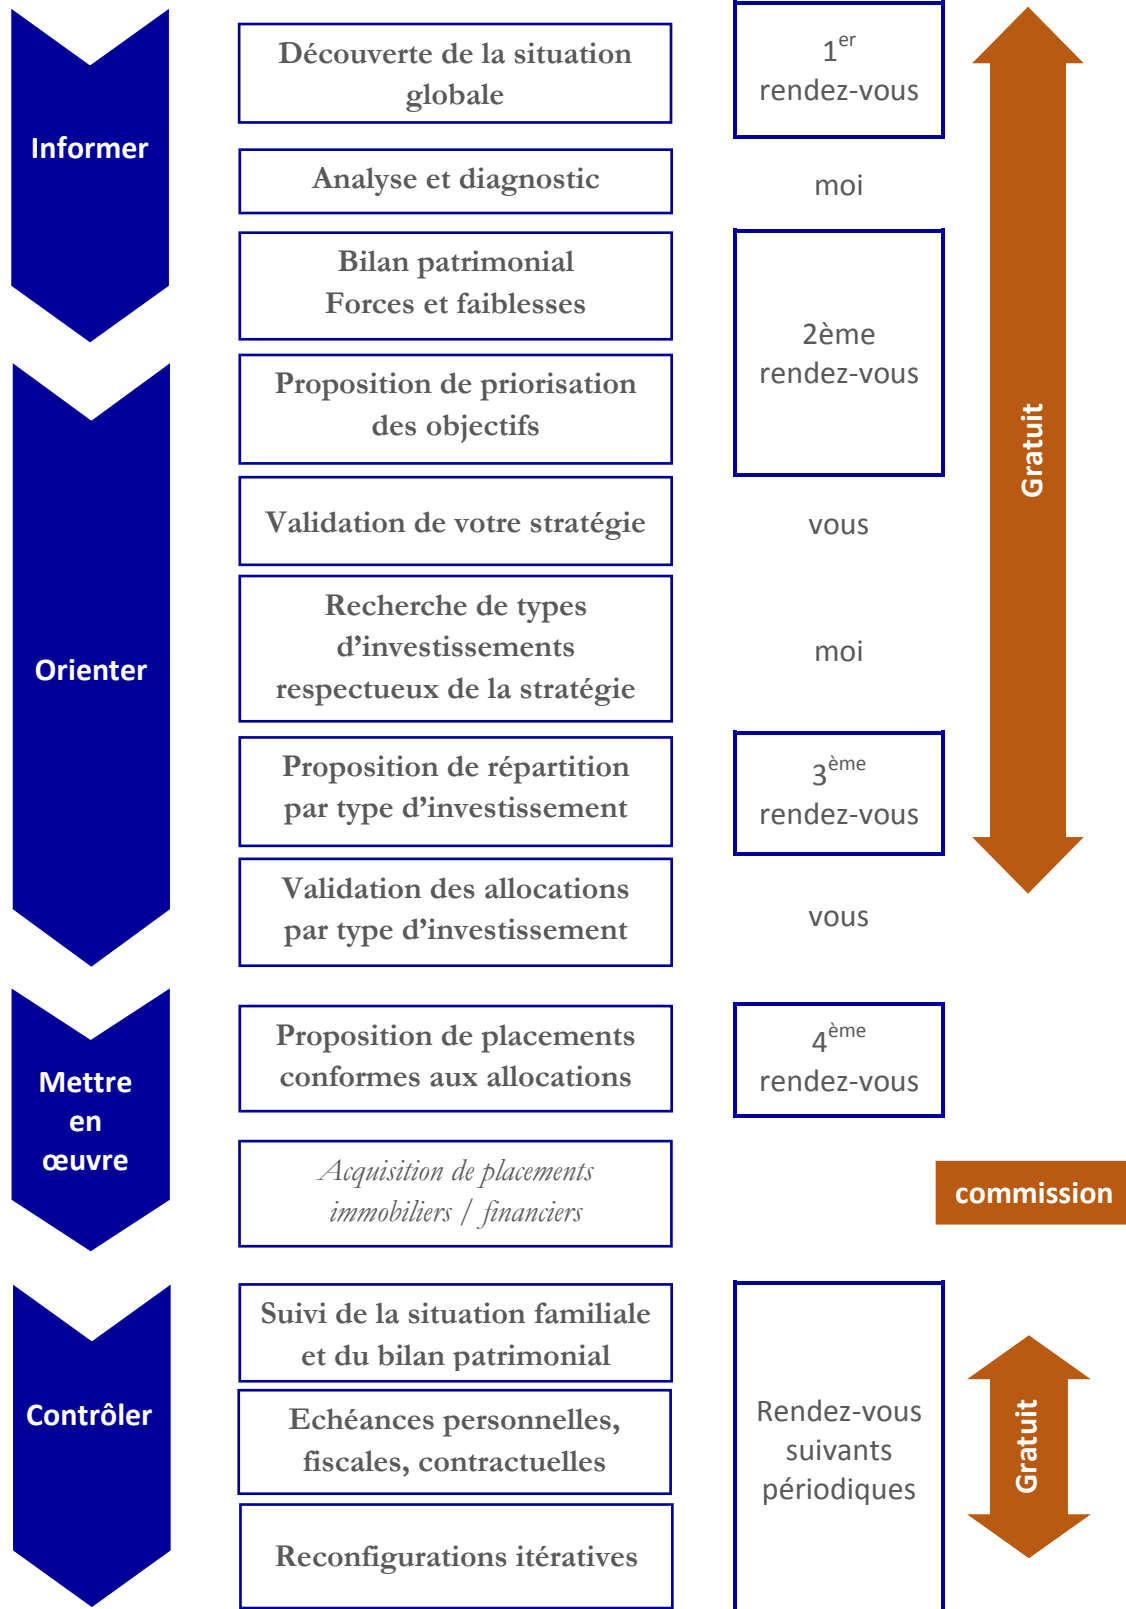 Informer
Découverte de la situation
globale
1er
rendez-vous
Analyse et diagnostic
moi
Bilan patrimonial
Forces et faiblesses
2ème
rendez-vous
Proposition de priorisation
des objectifs
Gratuit
Orienter
Validation de votre stratégie
vous
Recherche de types
d’investissements
respectueux de la stratégie
moi
Proposition de répartition
par type d’investissement
3ème
rendez-vous
Validation des allocations
par type d’investissement
vous
Mettre
en
œuvre
Proposition de placements
conformes aux allocations
4ème
rendez-vous
Acquisition de placements
immobiliers / financiers
commission
Contrôler
Suivi de la situation familiale
et du bilan patrimonial
Echéances personnelles,
fiscales, contractuelles
Reconfigurations itératives
Rendez-vous
suivants
périodiques
Gratuit